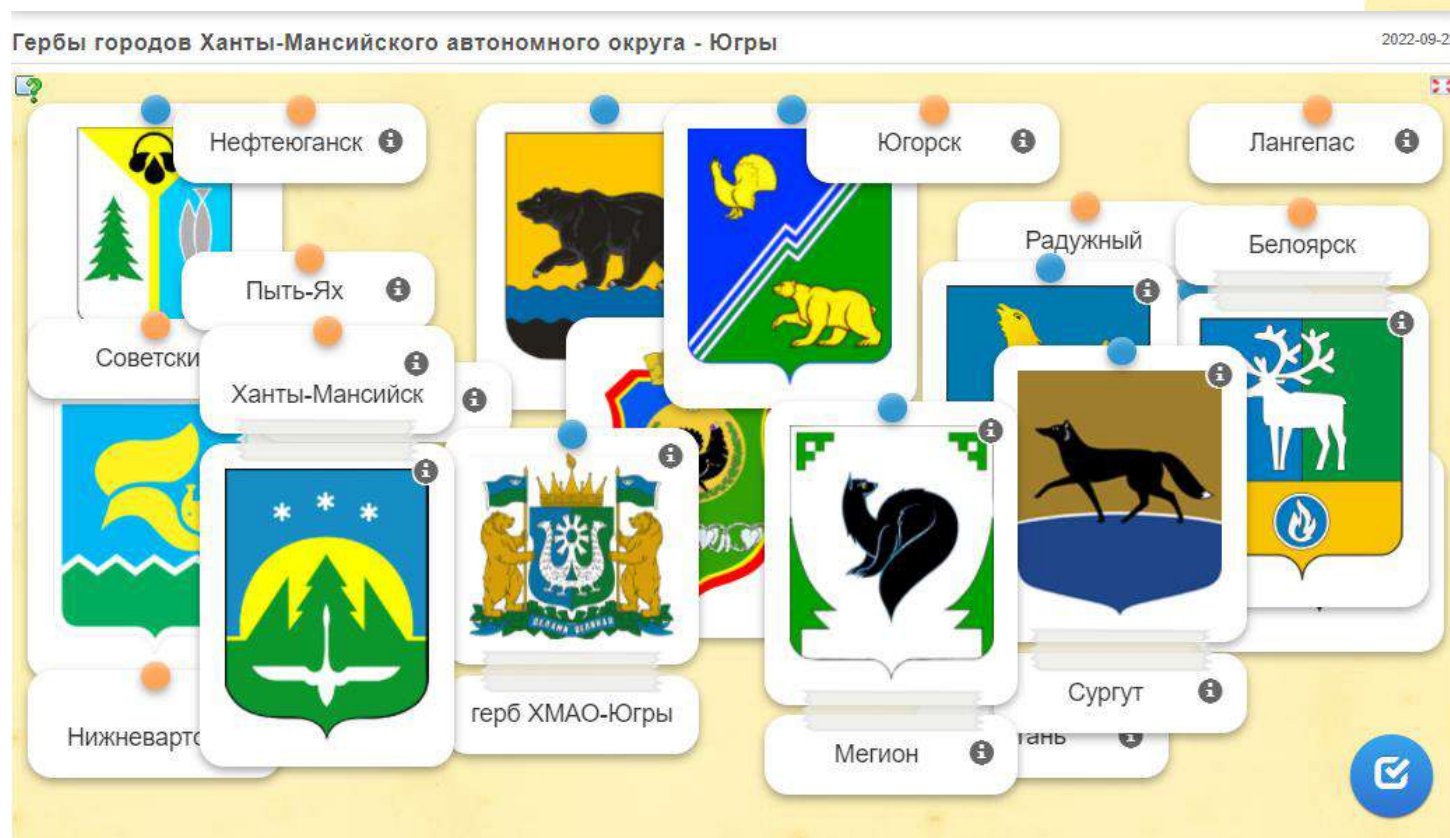 Гербы городов Ханты-Мансийского автономного округа - Югры
2022-09-2
Нефтеюганск
Югорск
Лангепас
Радужный
Белоярск
Пыть-Ях
Советски
Ханты-Мансийск
герб ХМАО-Югры
Сургут
Нижневарто
Мегион
тань